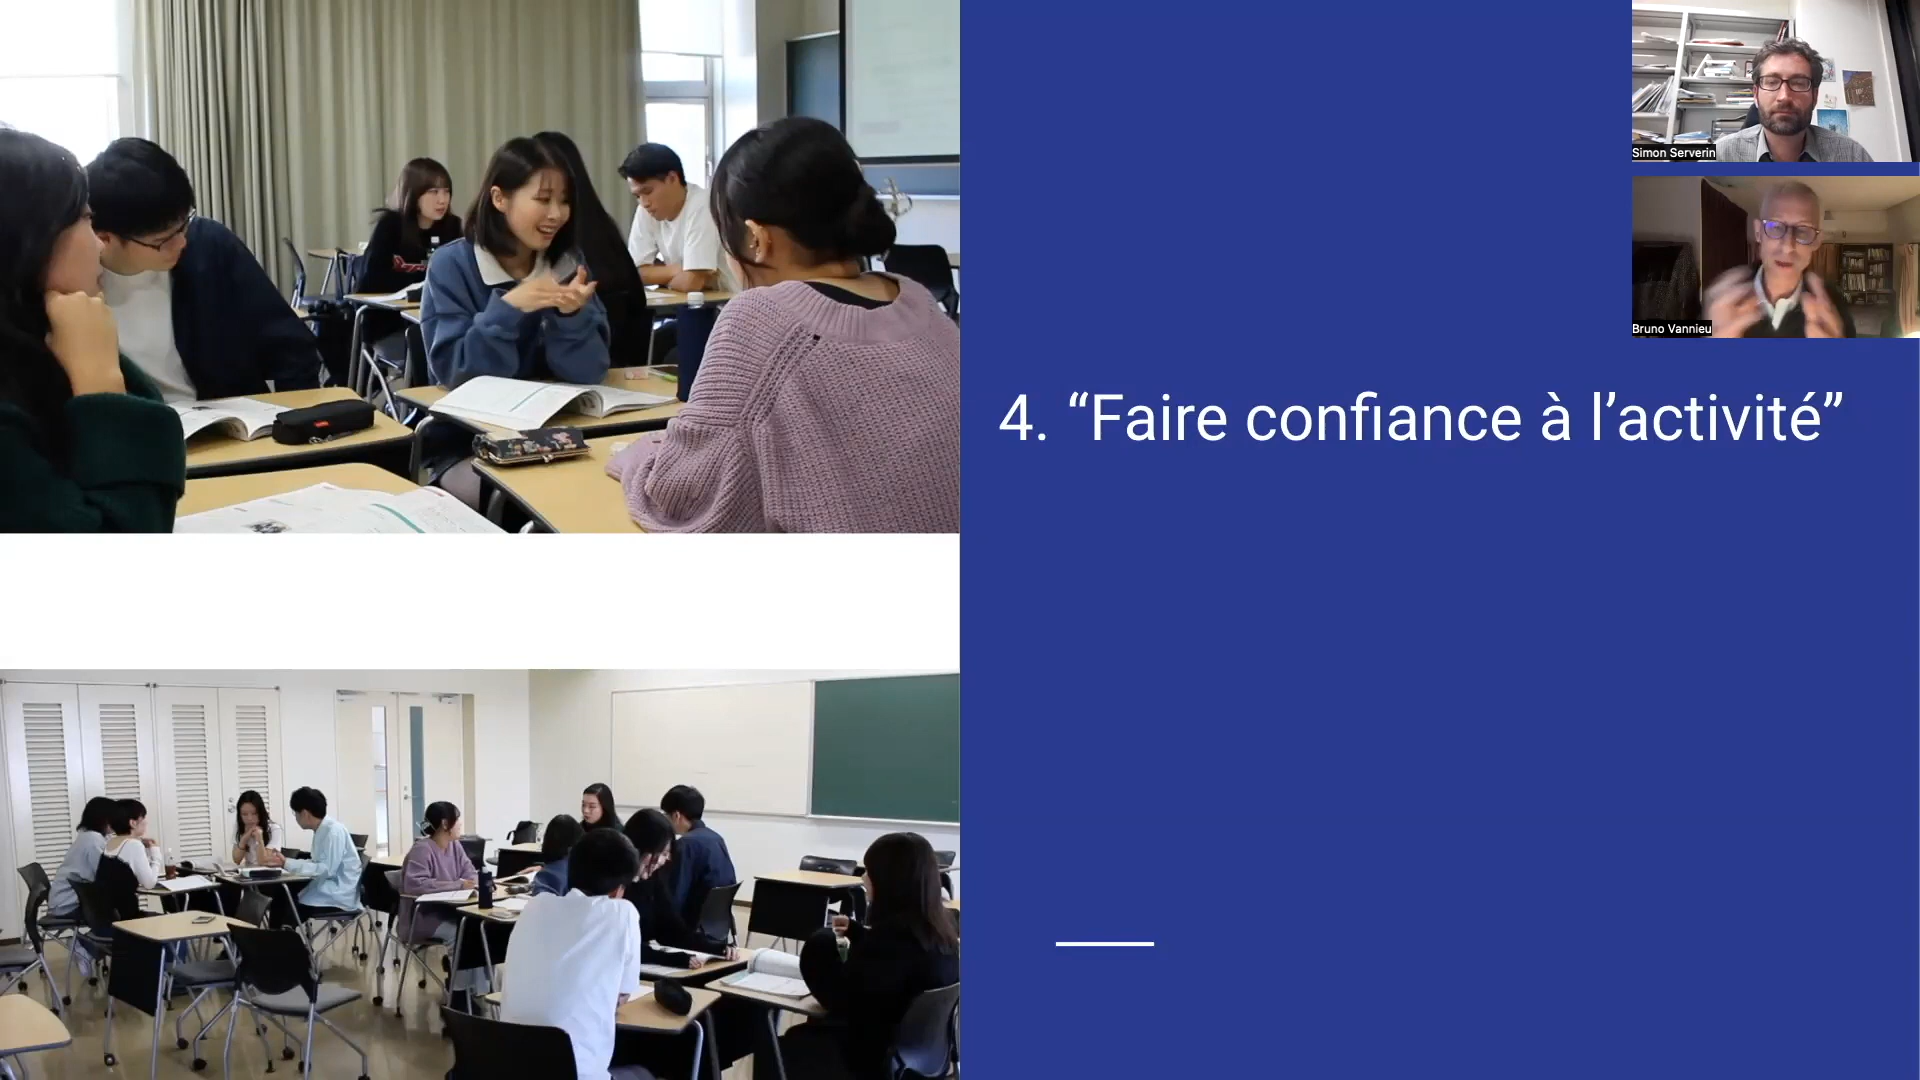 Simon Serverin
Bruno Vannieu
4. “Faire confiance à l’activité”